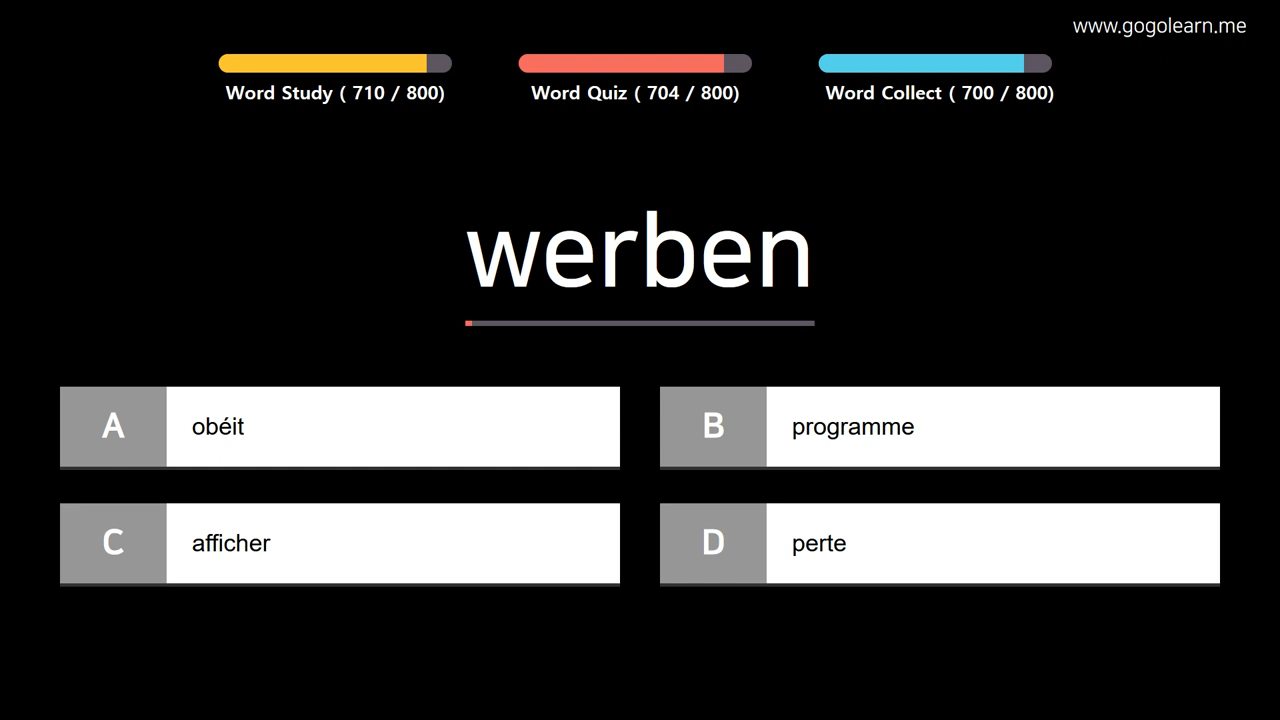 www.gogolearn.me
Word Study ( 710 / 800)
Word Quiz ( 704 / 800)
Word Collect ( 700 / 800)
werben
A obéit
B programme
C afficher
D perte